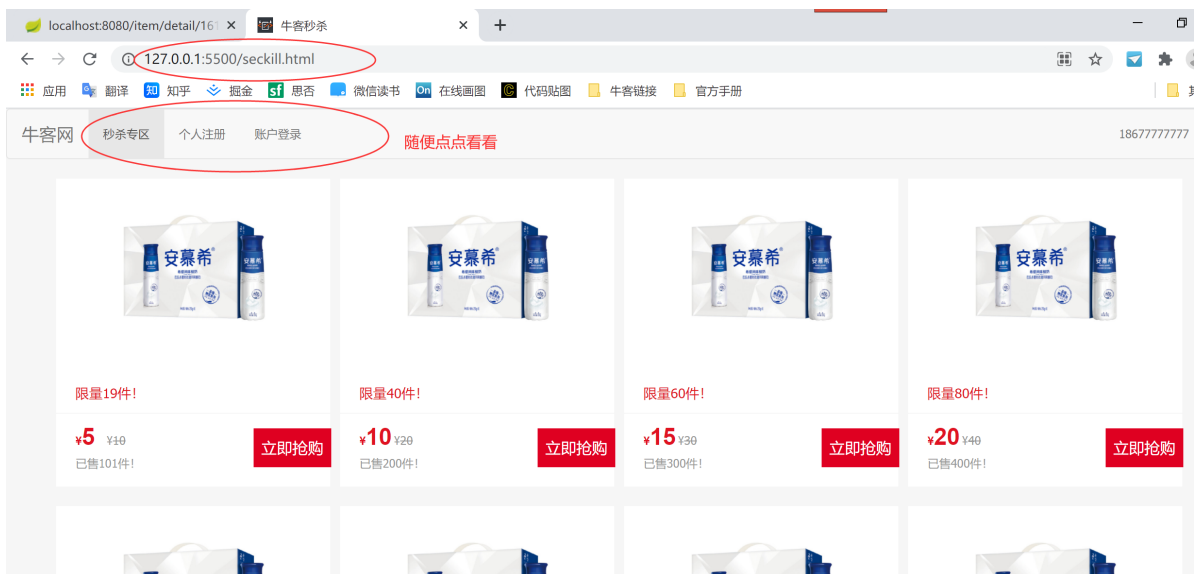 localhost:8080/item/detail/161
牛客秒杀
127.0.0.1:5500/seckill.html
应用 翻译 知 知乎 掘金 sf 思否 微信读书 On 在线画图 C 代码贴图 牛客链接 官方手册
牛客网 秒杀专区 个人注册 账户登录 随便点点看看 18677777777
安慕希 安慕希 安慕希 安慕希
限量19件! 限量40件! 限量60件! 限量80件!
¥5 ¥10 立即抢购 ¥10 ¥20 立即抢购 ¥15 ¥30 立即抢购 ¥20 ¥40 立即抢购
已售101件! 已售200件! 已售300件! 已售400件!